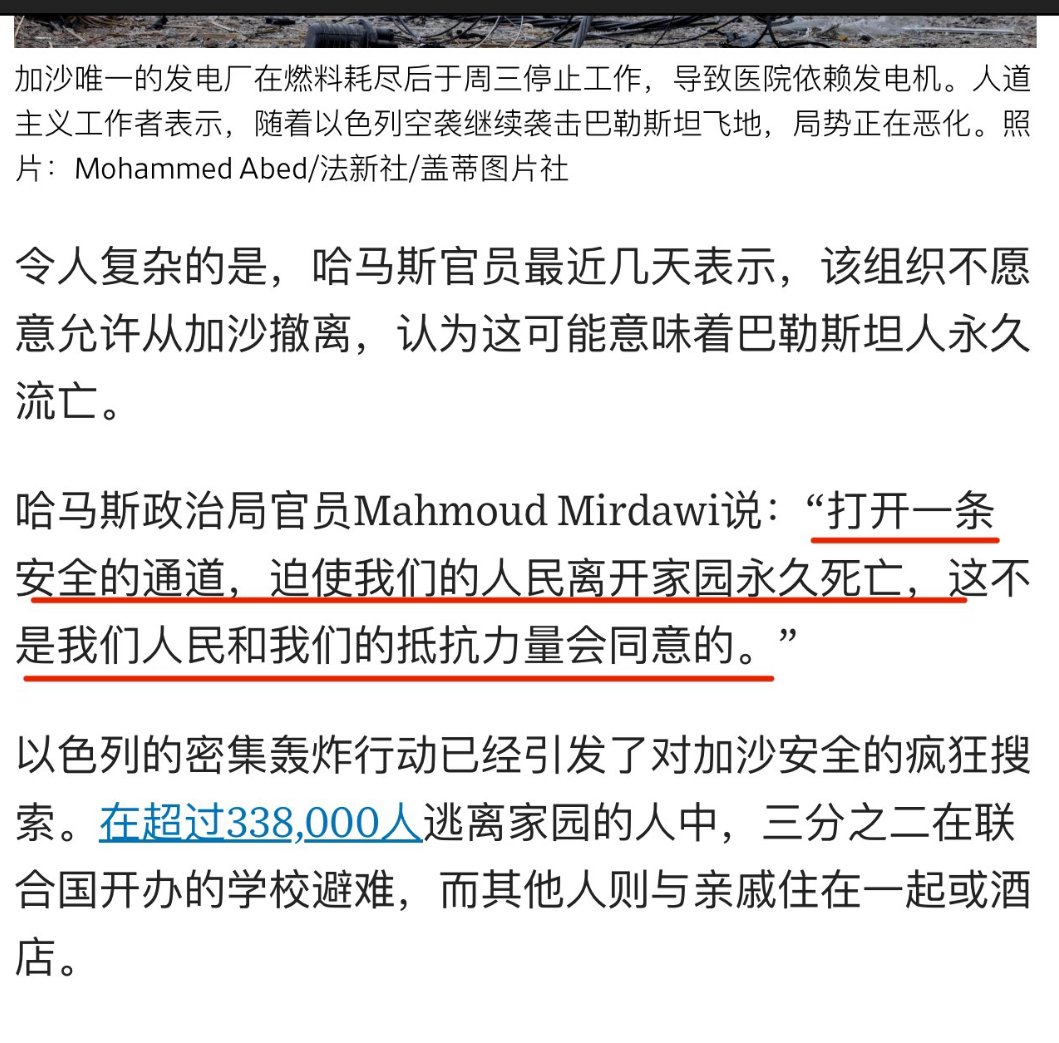 加沙唯一的发电厂在燃料耗尽后于周三停止工作，导致医院依赖发电机。人道
主义工作者表示，随着以色列空袭继续袭击巴勒斯坦飞地，局势正在恶化。照
片：Mohammed Abed/法新社/盖蒂图片社
令人复杂的是，哈马斯官员最近几天表示，该组织不愿
意允许从加沙撤离，认为这可能意味着巴勒斯坦人永久
流亡。
哈马斯政治局官员Mahmoud Mirdawi说：“打开一条
安全的通道，迫使我们的人民离开家园永久死亡，这不
是我们人民和我们的抵抗力量会同意的。”
以色列的密集轰炸行动已经引发了对加沙安全的疯狂搜
索。在超过338,000人逃离家园的人中，三分之二在联
合国开办的学校避难，而其他人则与亲戚住在一起或酒
店。